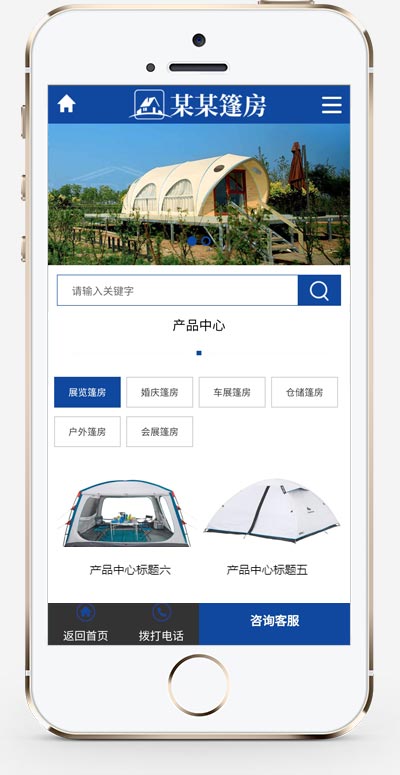 某某篷房
请输入关键字
产品中心
展览篷房 婚庆篷房 车展篷房 仓储篷房
户外篷房 会展篷房
产品中心标题六 产品中心标题五
返回首页 拨打电话 咨询客服